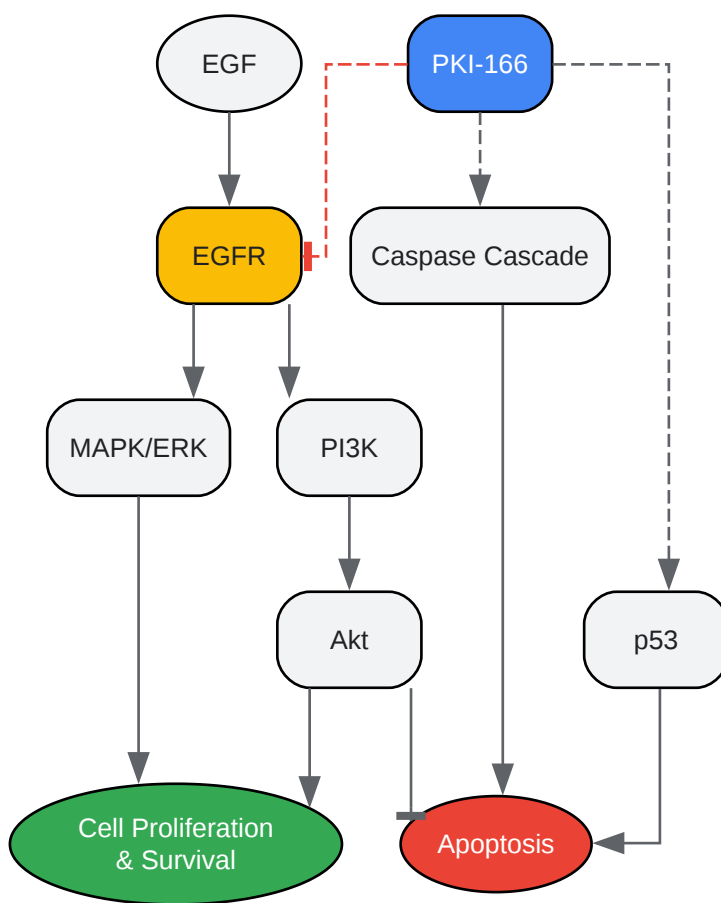 EGF
PKI-166
EGFR
Caspase Cascade
MAPK/ERK
PI3K
Akt
p53
Cell Proliferation
& Survival
Apoptosis